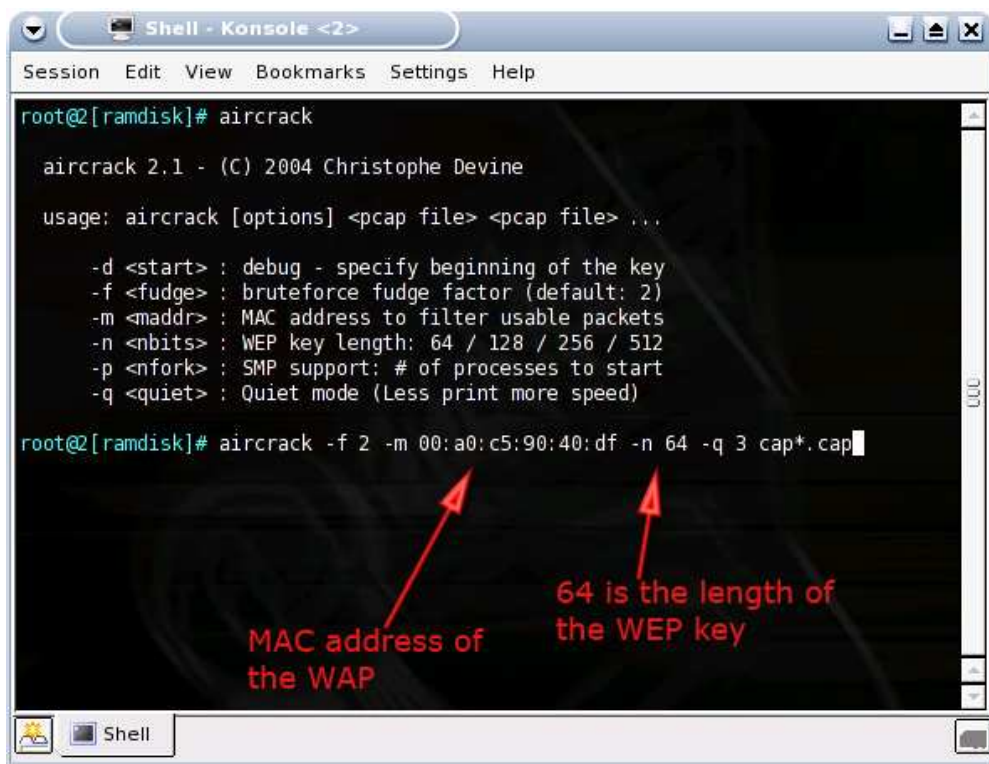 Shell - Konsole <2>
Session Edit View Bookmarks Settings Help
root@2[ramdisk]# aircrack
aircrack 2.1 - (C) 2004 Christophe Devine
usage: aircrack [options] <pcap file> <pcap file> ...
-d <start> : debug - specify beginning of the key
-f <fudge> : bruteforce fudge factor (default: 2)
-m <maddr> : MAC address to filter usable packets
-n <nbits> : WEP key length: 64 / 128 / 256 / 512
-p <nfork> : SMP support: # of processes to start
-q <quiet> : Quiet mode (Less print more speed)
root@2[ramdisk]# aircrack -f 2 -m 00:a0:c5:90:40:df -n 64 -q 3 cap*.cap
MAC address of
the WAP
64 is the length of
the WEP key
Shell